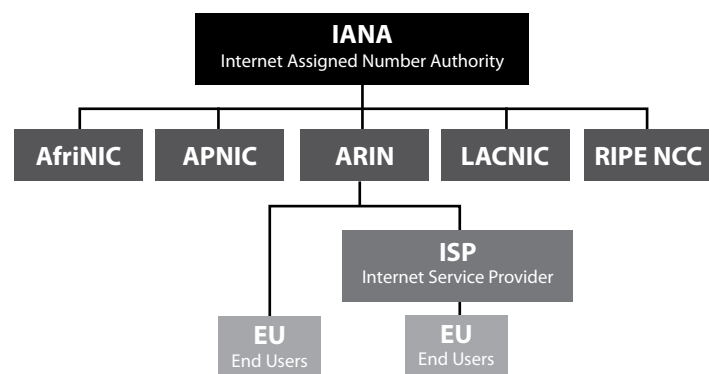 IANA
Internet Assigned Number Authority
AfriNIC
APNIC
ARIN
LACNIC
RIPE NCC
ISP
Internet Service Provider
EU
End Users
EU
End Users